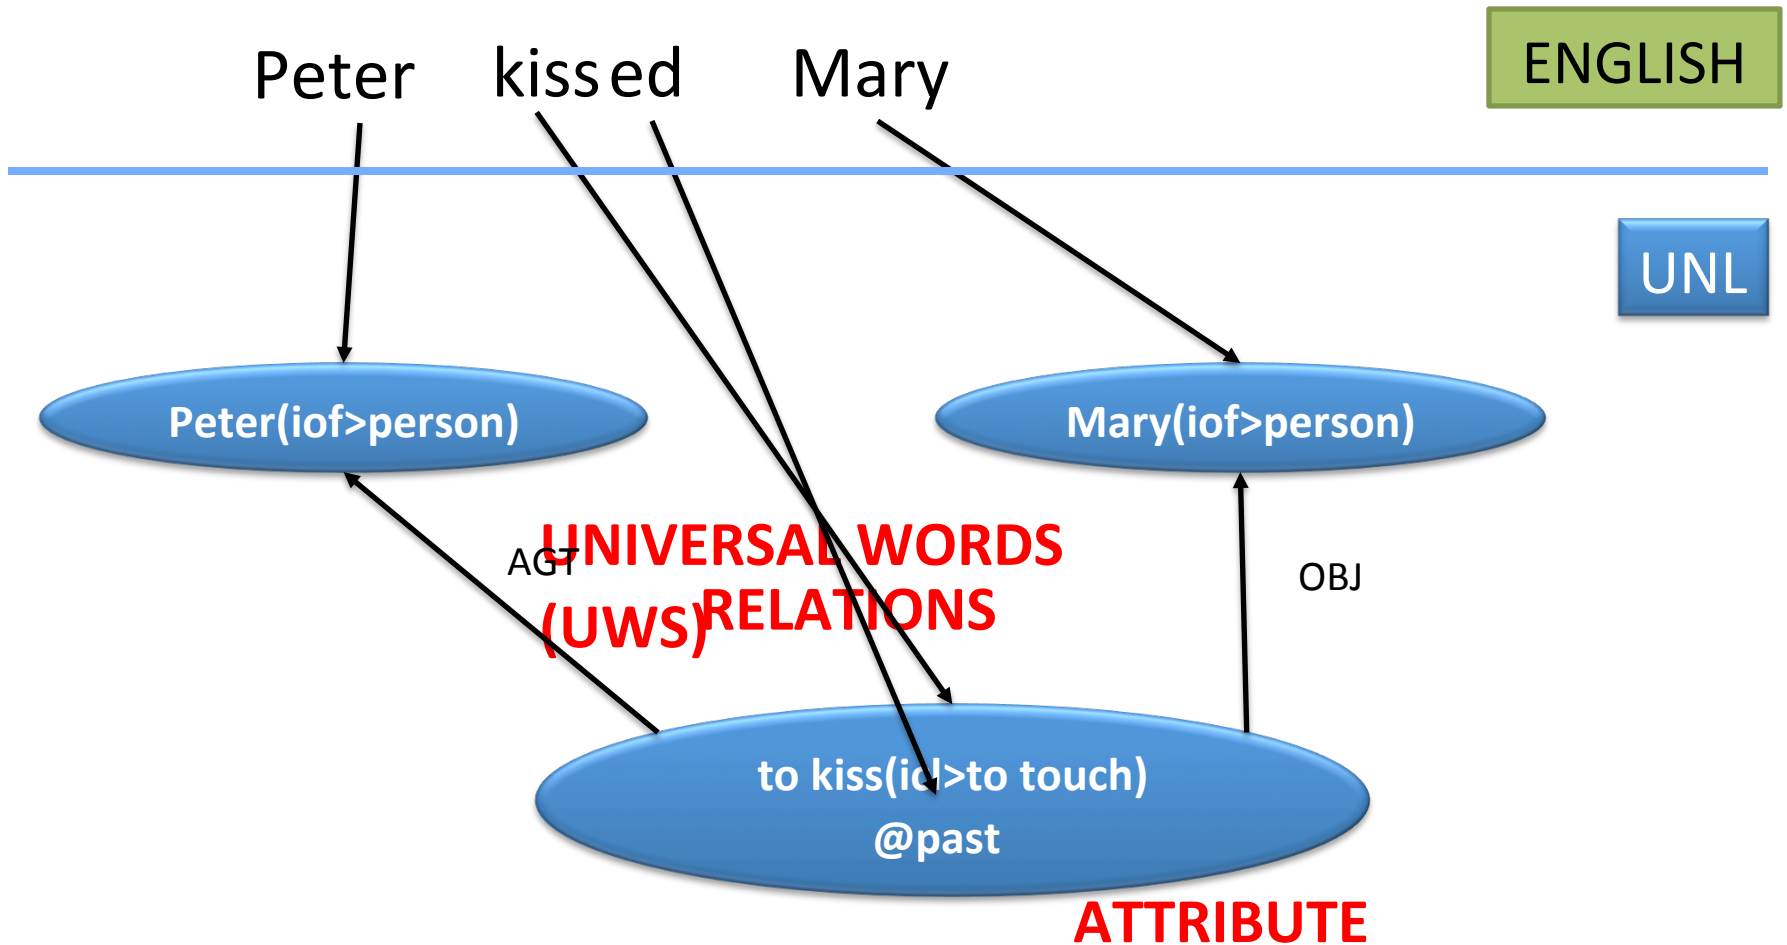 Peter kissed Mary
ENGLISH
UNL
Peter(iof>person)
Mary(iof>person)
UNIVERSAL WORDS
(UWS)
RELATIONS
AGT
OBJ
to kiss(icl>to touch)
@past
ATTRIBUTE